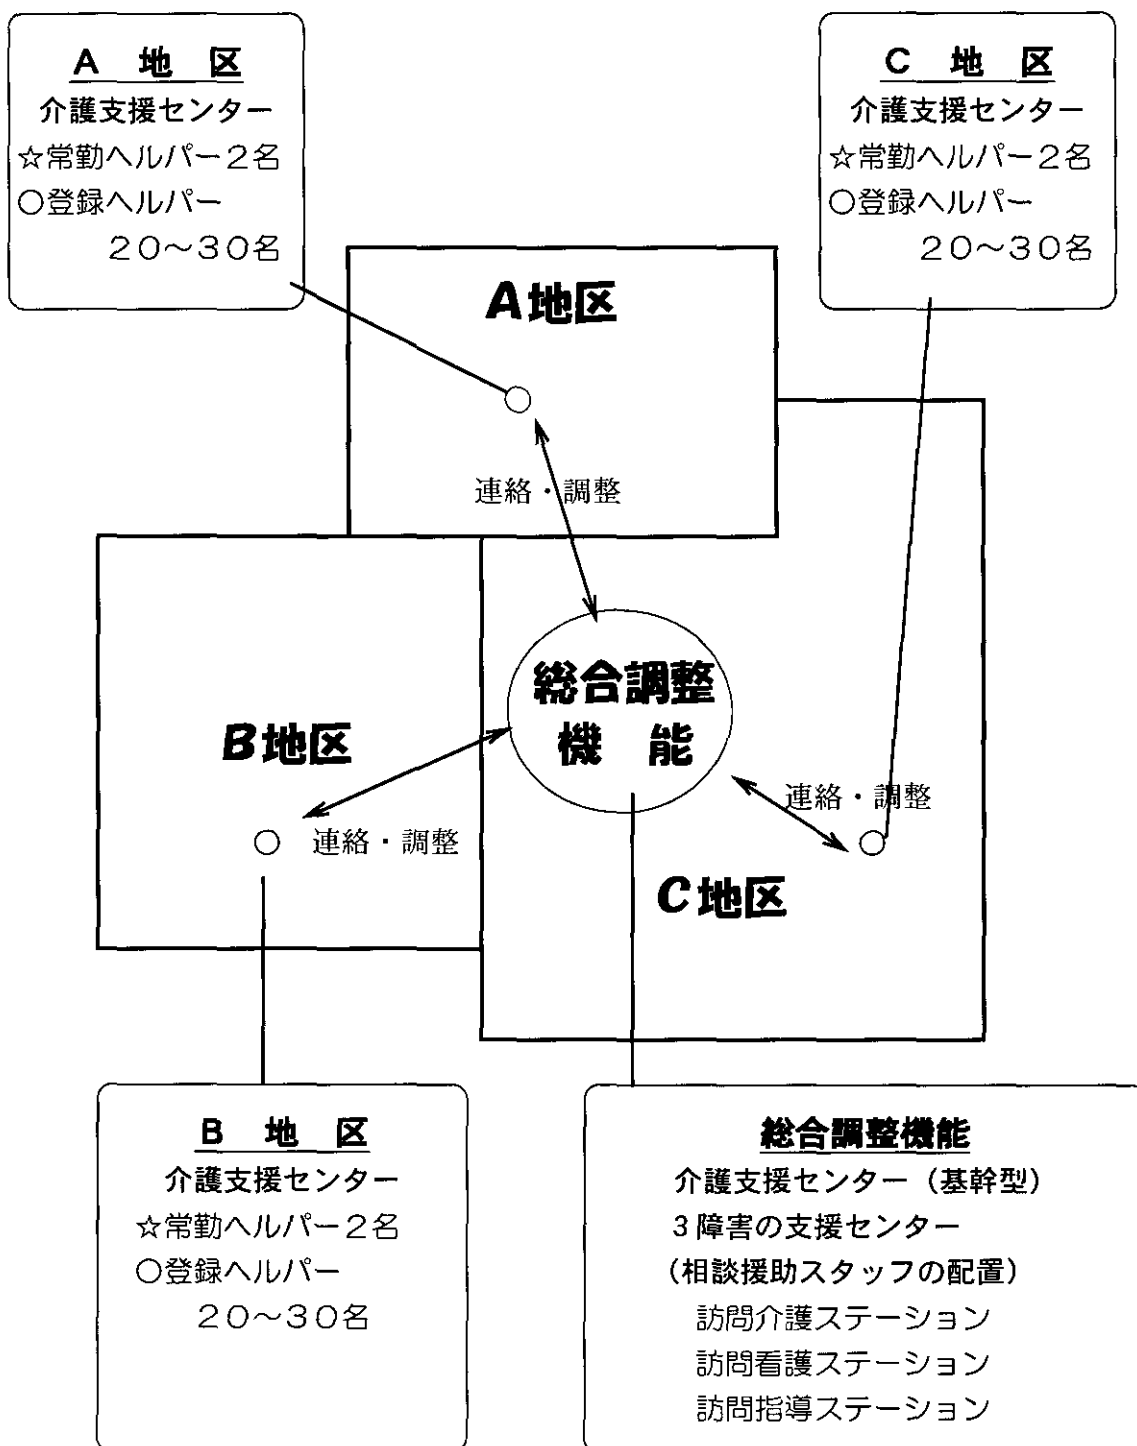 A 地 区
介護支援センター
☆常勤ヘルパー2名
○登録ヘルパー
20～30名
C 地 区
介護支援センター
☆常勤ヘルパー2名
○登録ヘルパー
20～30名
A地区
連絡・調整
総合調整
機 能
B地区
連絡・調整
連絡・調整
C地区
B 地 区
介護支援センター
☆常勤ヘルパー2名
○登録ヘルパー
20～30名
総合調整機能
介護支援センター（基幹型）
3障害の支援センター
（相談援助スタッフの配置）
訪問介護ステーション
訪問看護ステーション
訪問指導ステーション